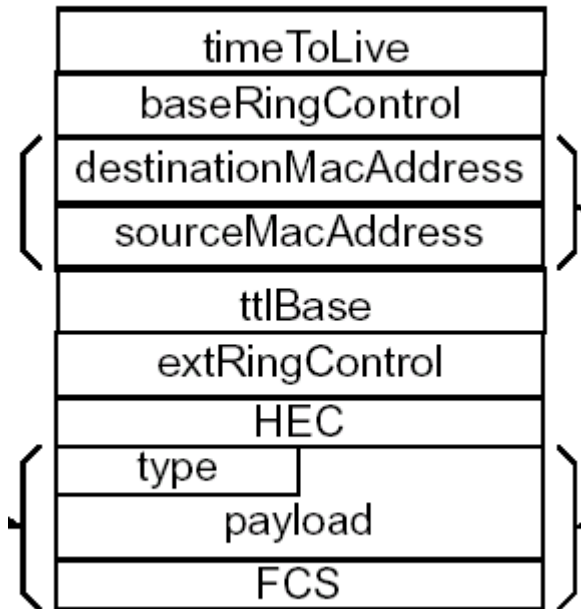 timeToLive
baseRingControl
destinationMacAddress
sourceMacAddress
ttlBase
extRingControl
HEC
type
payload
FCS